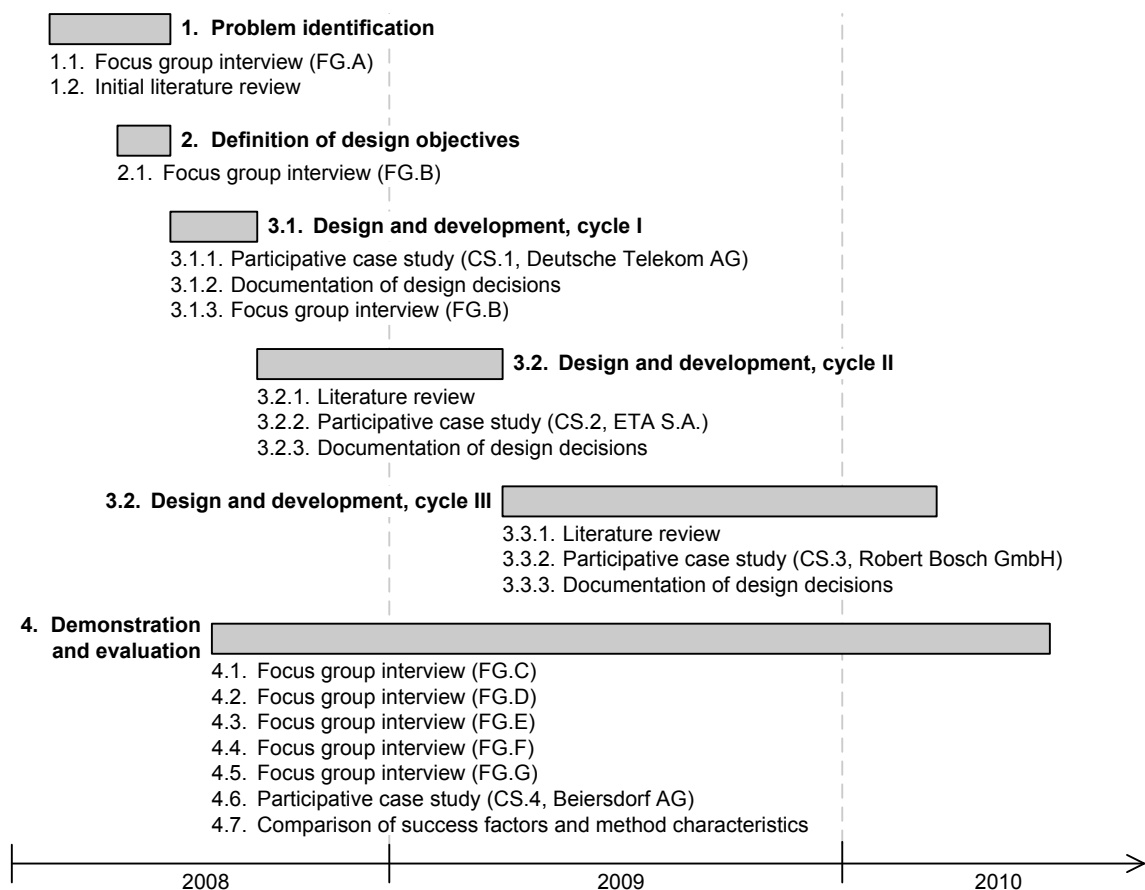 1. Problem identification
1.1. Focus group interview (FG.A)
1.2. Initial literature review
2. Definition of design objectives
2.1. Focus group interview (FG.B)
3.1. Design and development, cycle I
3.1.1. Participative case study (CS.1, Deutsche Telekom AG)
3.1.2. Documentation of design decisions
3.1.3. Focus group interview (FG.B)
3.2. Design and development, cycle II
3.2.1. Literature review
3.2.2. Participative case study (CS.2, ETA S.A.)
3.2.3. Documentation of design decisions
3.2. Design and development, cycle III
3.3.1. Literature review
3.3.2. Participative case study (CS.3, Robert Bosch GmbH)
3.3.3. Documentation of design decisions
4. Demonstration
and evaluation
4.1. Focus group interview (FG.C)
4.2. Focus group interview (FG.D)
4.3. Focus group interview (FG.E)
4.4. Focus group interview (FG.F)
4.5. Focus group interview (FG.G)
4.6. Participative case study (CS.4, Beiersdorf AG)
4.7. Comparison of success factors and method characteristics
2008 2009 2010